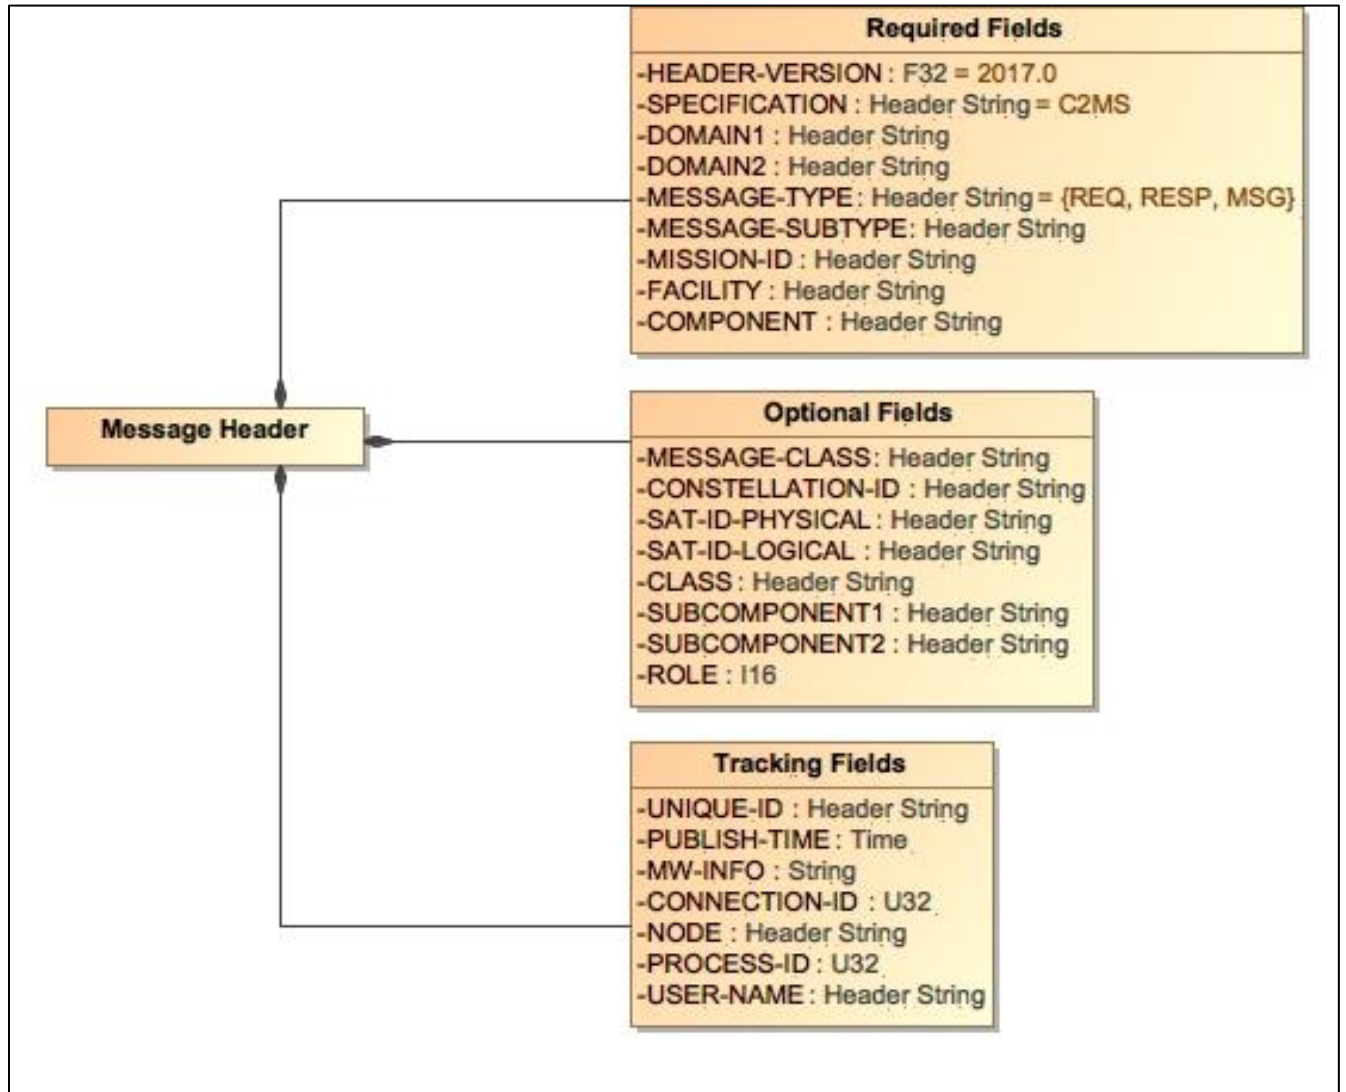 Required Fields
-HEADER-VERSION : F32 = 2017.0
-SPECIFICATION : Header String = C2MS
-DOMAIN1 : Header String
-DOMAIN2 : Header String
-MESSAGE-TYPE : Header String = {REQ, RESP, MSG}
-MESSAGE-SUBTYPE : Header String
-MISSION-ID : Header String
-FACILITY : Header String
-COMPONENT : Header String
Message Header
Optional Fields
-MESSAGE-CLASS : Header String
-CONSTELLATION-ID : Header String
-SAT-ID-PHYSICAL : Header String
-SAT-ID-LOGICAL : Header String
-CLASS : Header String
-SUBCOMPONENT1 : Header String
-SUBCOMPONENT2 : Header String
-ROLE : I16
Tracking Fields
-UNIQUE-ID : Header String
-PUBLISH-TIME : Time
-MW-INFO : String
-CONNECTION-ID : U32
-NODE : Header String
-PROCESS-ID : U32
-USER-NAME : Header String